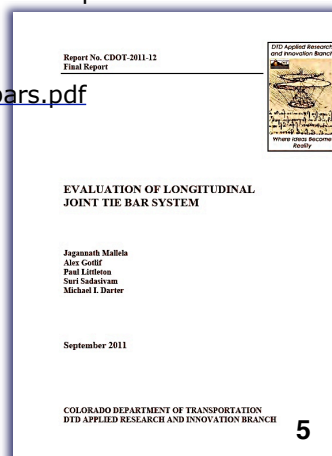 Report No. CDOT-2011-12
Final Report
DTD Applied Research
and Innovation Branch
Where Ideas Become
Reality
bars.pdf
EVALUATION OF LONGITUDINAL
JOINT TIE BAR SYSTEM
Jagannath Mallela
Alex Gotlif
Paul Littleton
Suri Sadasivam
Michael I. Darter
September 2011
COLORADO DEPARTMENT OF TRANSPORTATION
DTD APPLIED RESEARCH AND INNOVATION BRANCH
5